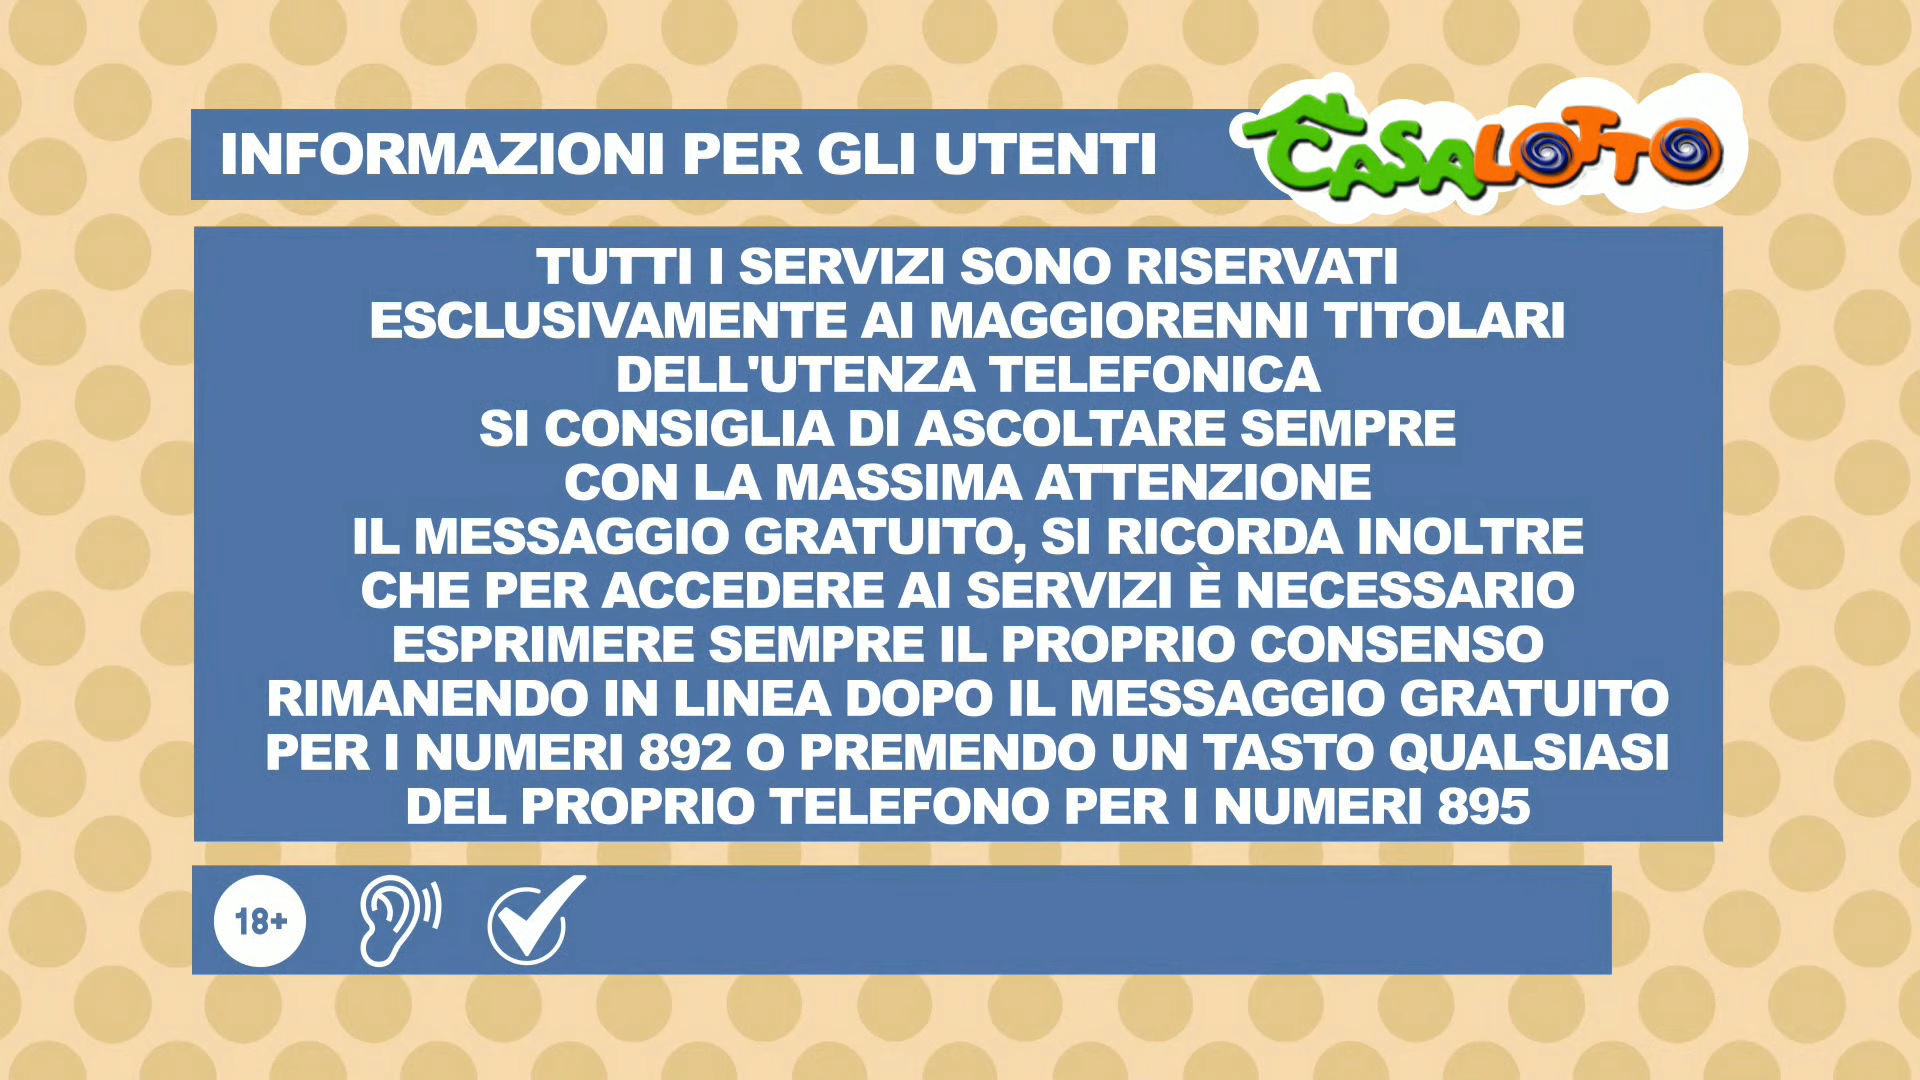 INFORMAZIONI PER GLI UTENTI
CASALOTTO
TUTTI I SERVIZI SONO RISERVATI
ESCLUSIVAMENTE AI MAGGIORENNI TITOLARI
DELL'UTENZA TELEFONICA
SI CONSIGLIA DI ASCOLTARE SEMPRE
CON LA MASSIMA ATTENZIONE
IL MESSAGGIO GRATUITO, SI RICORDA INOLTRE
CHE PER ACCEDERE AI SERVIZI È NECESSARIO
ESPRIMERE SEMPRE IL PROPRIO CONSENSO
RIMANENDO IN LINEA DOPO IL MESSAGGIO GRATUITO
PER I NUMERI 892 O PREMENDO UN TASTO QUALSIASI
DEL PROPRIO TELEFONO PER I NUMERI 895
18+